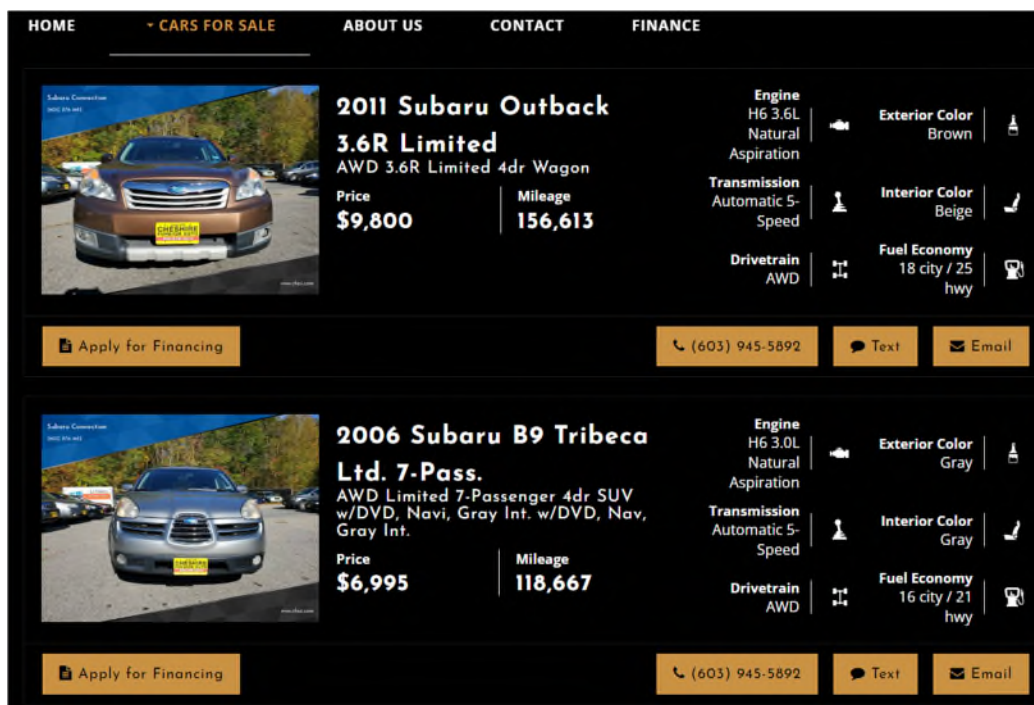 HOME
CARS FOR SALE
ABOUT US
CONTACT
FINANCE
Subaru Connection
CHESHIRE
2011 Subaru Outback
3.6R Limited
AWD 3.6R Limited 4dr Wagon
Price
$9,800
Mileage
156,613
Engine
H6 3.6L
Natural
Aspiration
Transmission
Automatic 5-
Speed
Drivetrain
AWD
Exterior Color
Brown
Interior Color
Beige
Fuel Economy
18 city / 25
hwy
Apply for Financing
(603) 945-5892
Text
Email
Subaru Connection
CHESHIRE
2006 Subaru B9 Tribeca
Ltd. 7-Pass.
AWD Limited 7-Passenger 4dr SUV
w/DVD, Navi, Gray Int. w/DVD, Nav,
Gray Int.
Price
$6,995
Mileage
118,667
Engine
H6 3.0L
Natural
Aspiration
Transmission
Automatic 5-
Speed
Drivetrain
AWD
Exterior Color
Gray
Interior Color
Gray
Fuel Economy
16 city / 21
hwy
Apply for Financing
(603) 945-5892
Text
Email